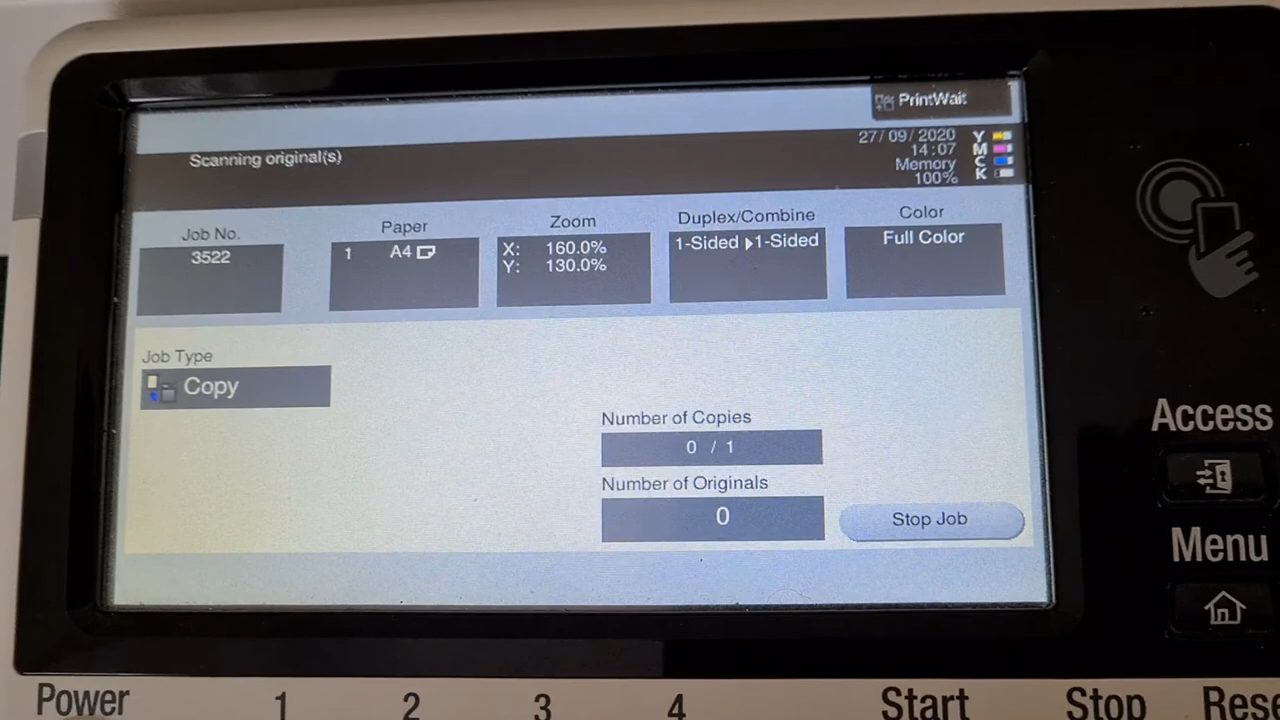 PrintWait
Scanning original(s)
27/09/2020
14:07
Memory
100%
Y
M
C
K
Job No.
3522
Paper
1 A4
Zoom
X: 160.0%
Y: 130.0%
Duplex/Combine
1-Sided 1-Sided
Color
Full Color
Job Type
Copy
Number of Copies
0 / 1
Number of Originals
0
Stop Job
Access
Menu
Power
1
2
3
4
Start
Stop
Rese